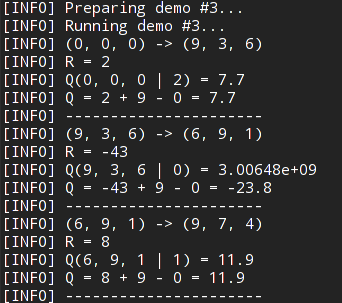 [INFO] Preparing demo #3...
[INFO] Running demo #3...
[INFO] (0, 0, 0) -> (9, 3, 6)
[INFO] R = 2
[INFO] Q(0, 0, 0 | 2) = 7.7
[INFO] Q = 2 + 9 - 0 = 7.7
[INFO] ----------------------
[INFO] (9, 3, 6) -> (6, 9, 1)
[INFO] R = -43
[INFO] Q(9, 3, 6 | 0) = 3.00648e+09
[INFO] Q = -43 + 9 - 0 = -23.8
[INFO] ----------------------
[INFO] (6, 9, 1) -> (9, 7, 4)
[INFO] R = 8
[INFO] Q(6, 9, 1 | 1) = 11.9
[INFO] Q = 8 + 9 - 0 = 11.9
[INFO] ----------------------